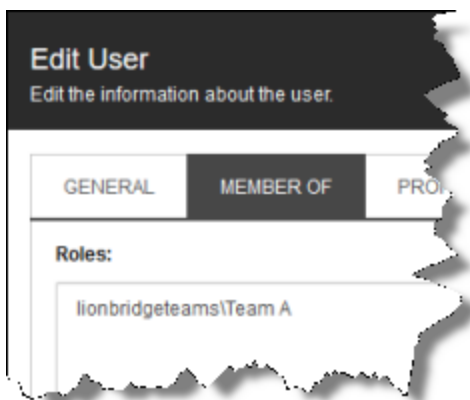 Edit User
Edit the information about the user.
GENERAL MEMBER OF
Roles:
lionbridgeteams\Team A